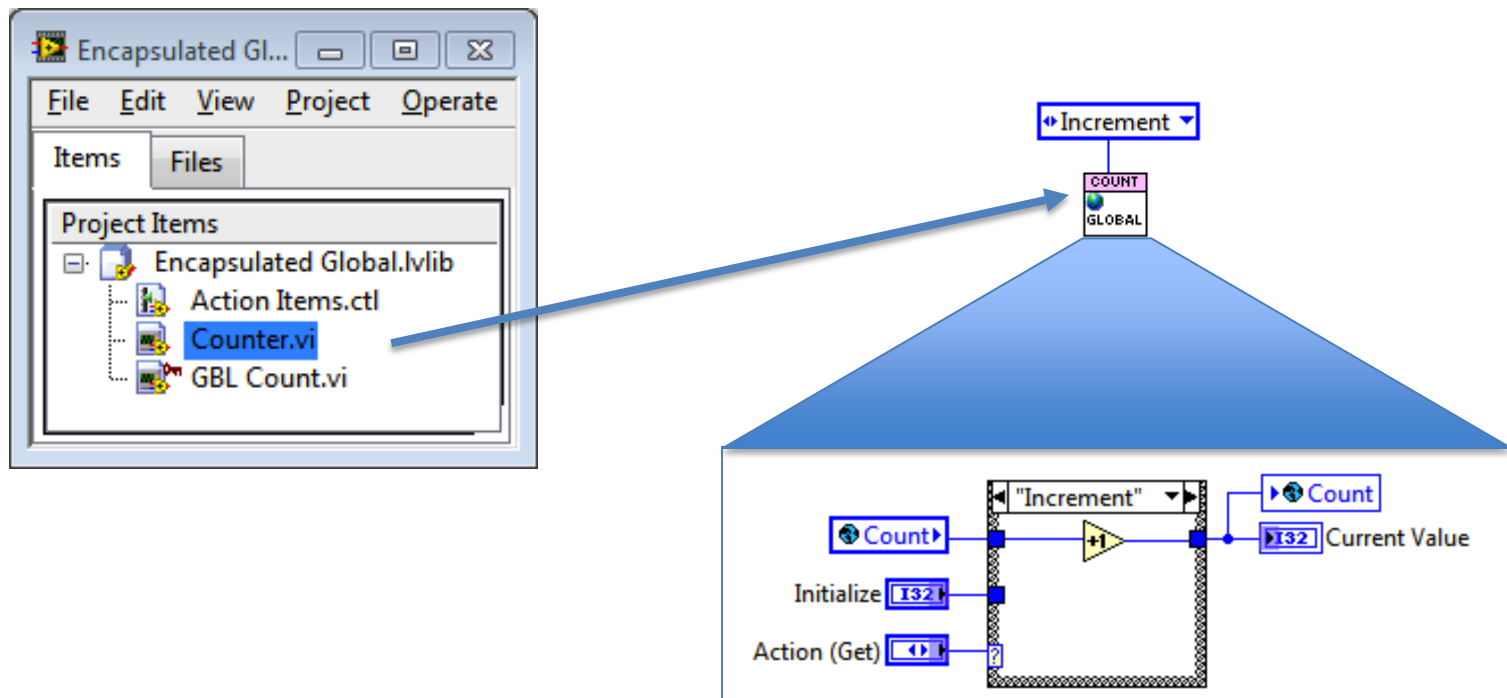 Encapsulated Gl...
File Edit View Project Operate
Items Files
Project Items
Encapsulated Global.lvlib
Action Items.ctl
Counter.vi
GBL Count.vi
Increment
COUNT
GLOBAL
"Increment"
Count
Count
+1
I32 Current Value
Initialize I32
Action (Get)
?